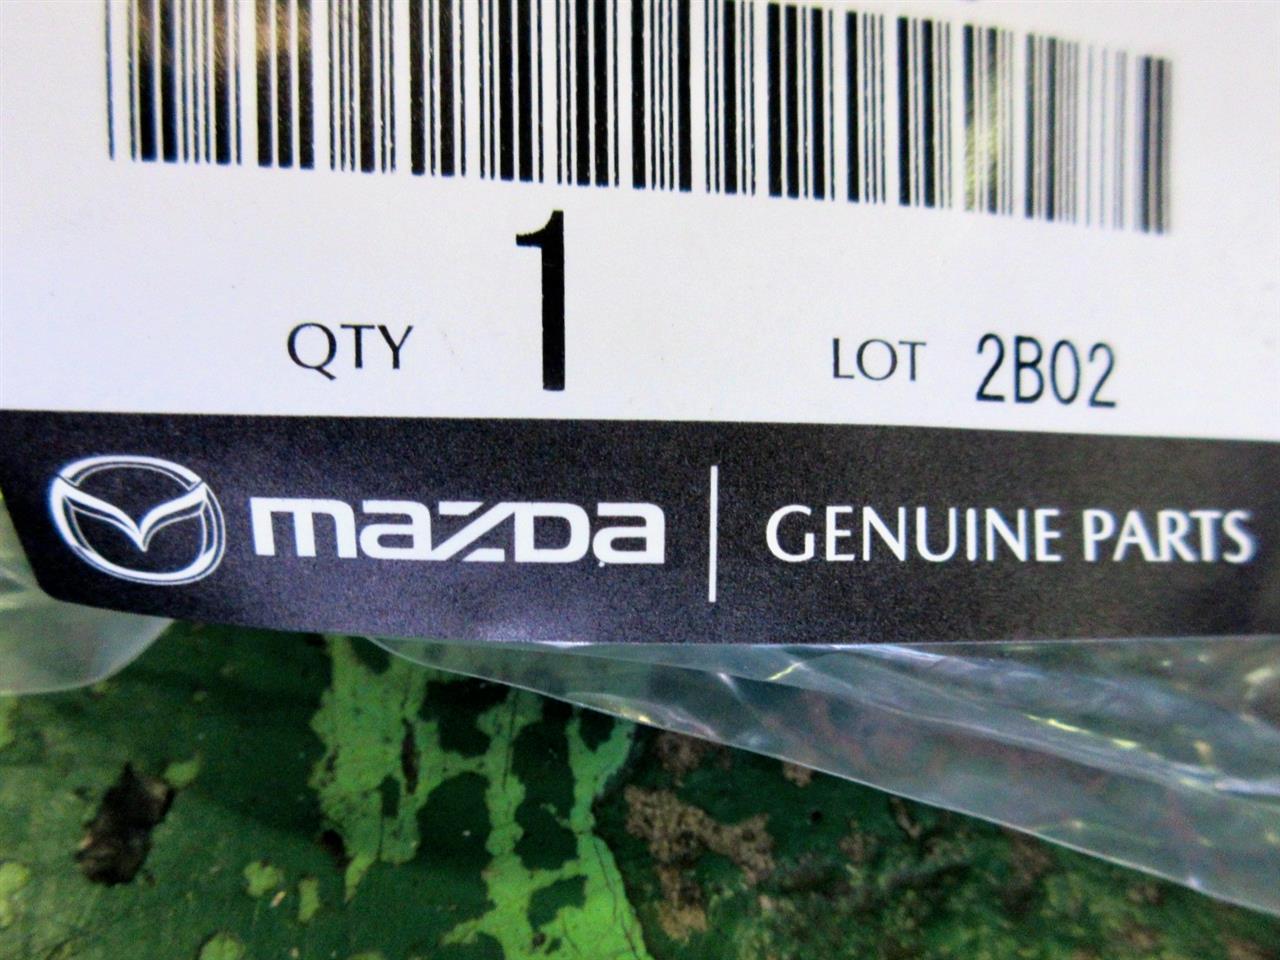 QTY 1 LOT 2B02
mazda | GENUINE PARTS